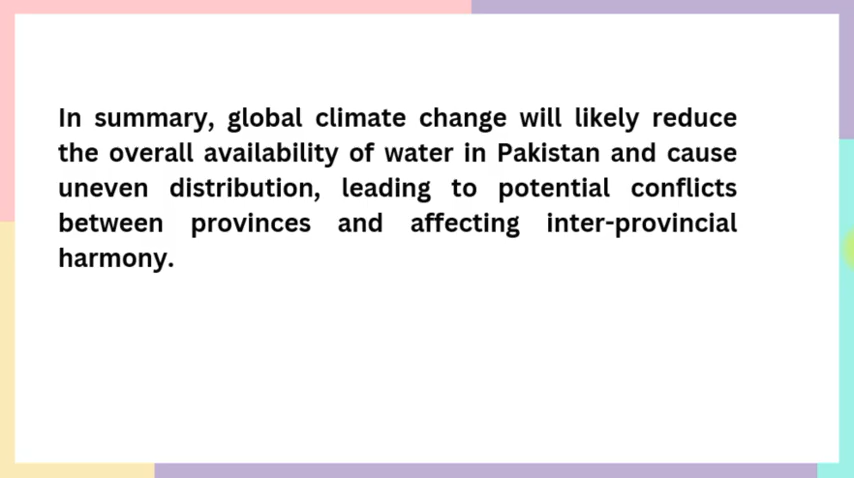 In summary, global climate change will likely reduce
the overall availability of water in Pakistan and cause
uneven distribution, leading to potential conflicts
between provinces and affecting inter-provincial
harmony.